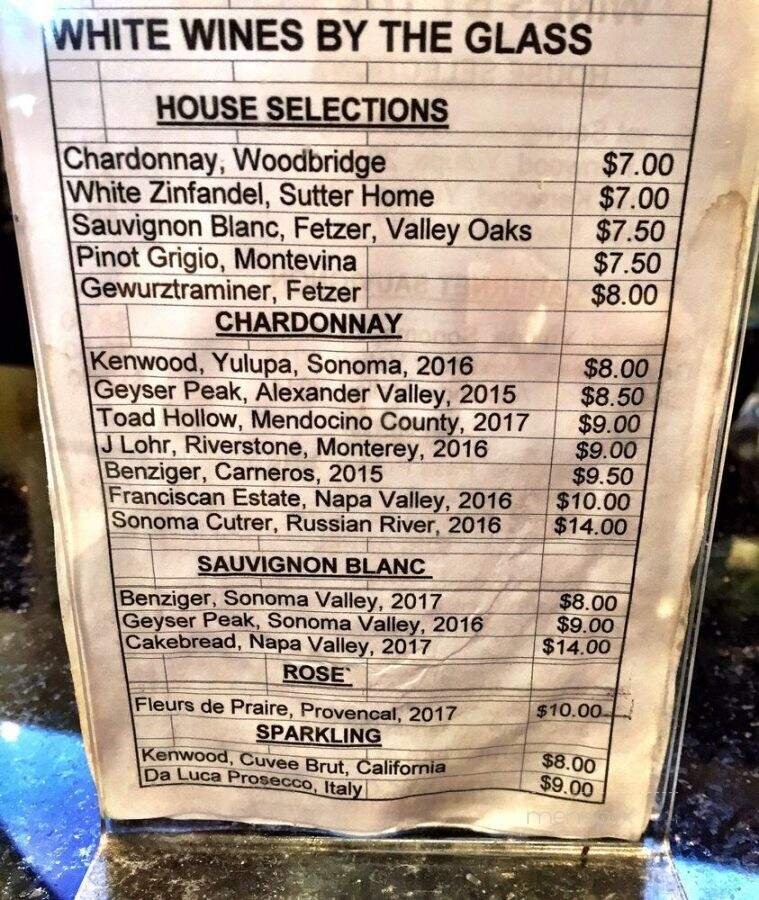 WHITE WINES BY THE GLASS
HOUSE SELECTIONS
Chardonnay, Woodbridge $7.00
White Zinfandel, Sutter Home $7.00
Sauvignon Blanc, Fetzer, Valley Oaks $7.50
Pinot Grigio, Montevina $7.50
Gewurztraminer, Fetzer $8.00
CHARDONNAY
Kenwood, Yulupa, Sonoma, 2016 $8.00
Geyser Peak, Alexander Valley, 2015 $8.50
Toad Hollow, Mendocino County, 2017 $9.00
J Lohr, Riverstone, Monterey, 2016 $9.00
Benziger, Carneros, 2015 $9.50
Franciscan Estate, Napa Valley, 2016 $10.00
Sonoma Cutrer, Russian River, 2016 $14.00
SAUVIGNON BLANC
Benziger, Sonoma Valley, 2017 $8.00
Geyser Peak, Sonoma Valley, 2016 $9.00
Cakebread, Napa Valley, 2017 $14.00
ROSE`
Fleurs de Praire, Provencal, 2017 $10.00
SPARKLING
Kenwood, Cuvee Brut, California $8.00
Da Luca Prosecco, Italy $9.00